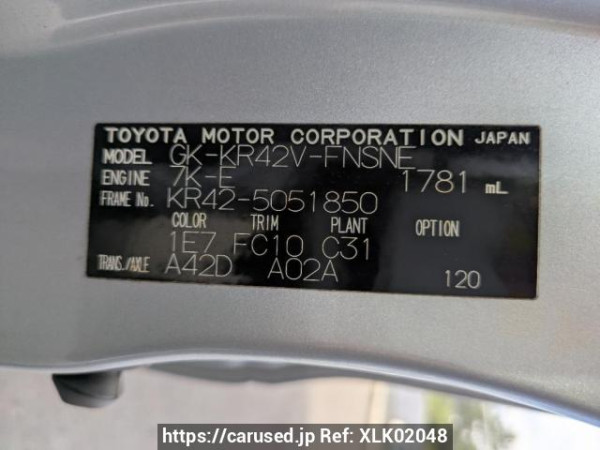 TOYOTA MOTOR CORPORATION JAPAN
MODEL GK-KR42V-FNSNE
ENGINE 7K-E 1781 mL
FRAME No. KR42-5051850
COLOR TRIM PLANT OPTION
1E7 FC10 C31
TRANS./AXLE A42D A02A 120
https://carused.jp Ref: XLK02048